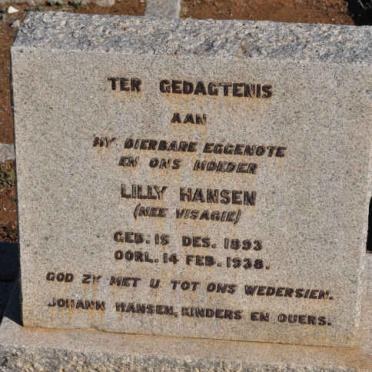 TER GEDAGTENIS
AAN
MY DIERBARE EGGENOTE
EN ONS MOEDER
LILLY HANSEN
(NEE VISAGIE)
GEB. 15 DES. 1893
OORL. 14 FEB. 1938.
GOD ZY MET U TOT ONS WEDERSIEN.
JOHANN HANSEN, KINDERS EN OUERS.